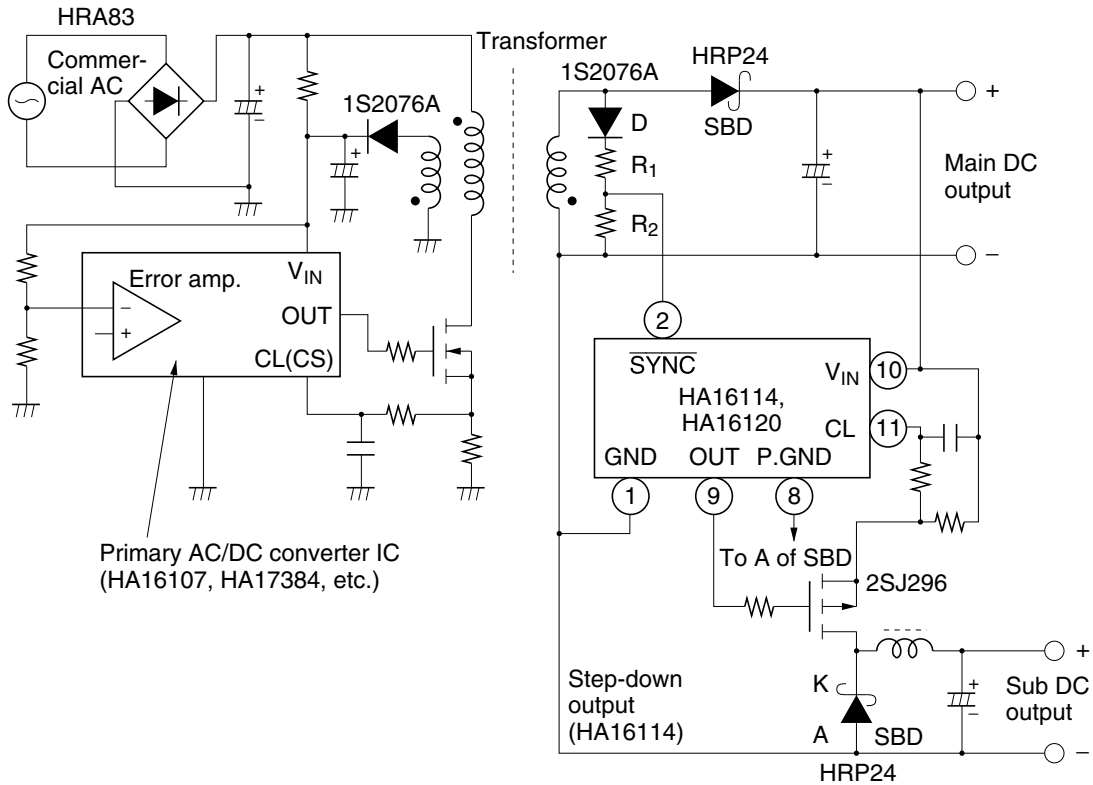 HRA83
Commer-
cial AC
Transformer
1S2076A
1S2076A
HRP24
SBD
D
R1
R2
+
−
+
−
+
−
+
−
Main DC
output
VIN
Error amp.
−
+
OUT
CL(CS)
2
SYNC
VIN
10
HA16114,
HA16120
CL
11
GND
OUT
P.GND
1
9
8
To A of SBD
Primary AC/DC converter IC
(HA16107, HA17384, etc.)
2SJ296
Step-down
output
(HA16114)
K
A
SBD
HRP24
+
−
+
−
Sub DC
output